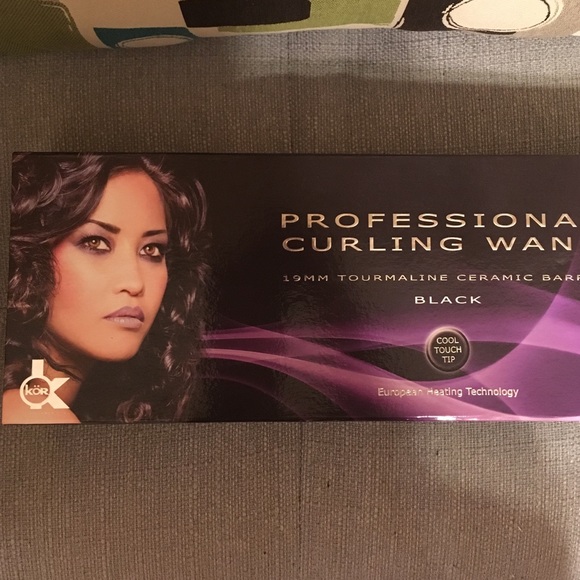 PROFESSIONA
CURLING WAN
19MM TOURMALINE CERAMIC BARR
BLACK
COOL
TOUCH
TIP
European Heating Technology
KÖR